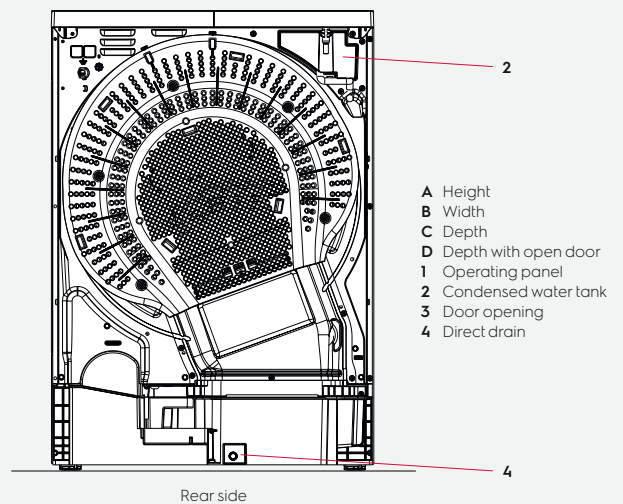 2
A Height
B Width
C Depth
D Depth with open door
1 Operating panel
2 Condensed water tank
3 Door opening
4 Direct drain
4
Rear side